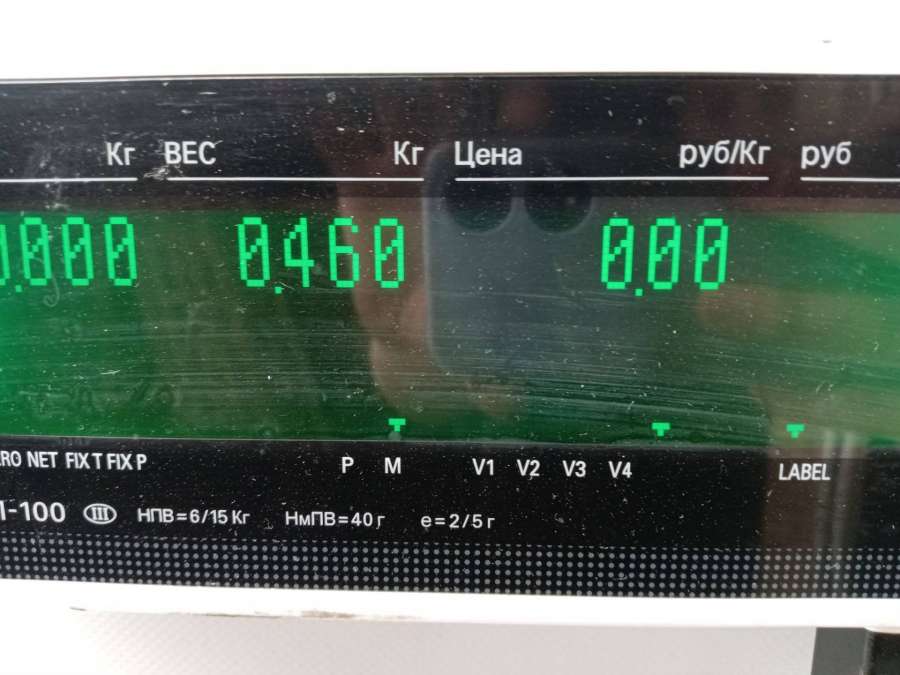 Кг ВЕС Кг Цена руб/Кг руб
0.000 0.460 0.00
NET FIX T FIX P P M V1 V2 V3 V4 LABEL
-100 III НПВ=6/15 Кг НмПВ=40 г e=2/5 г